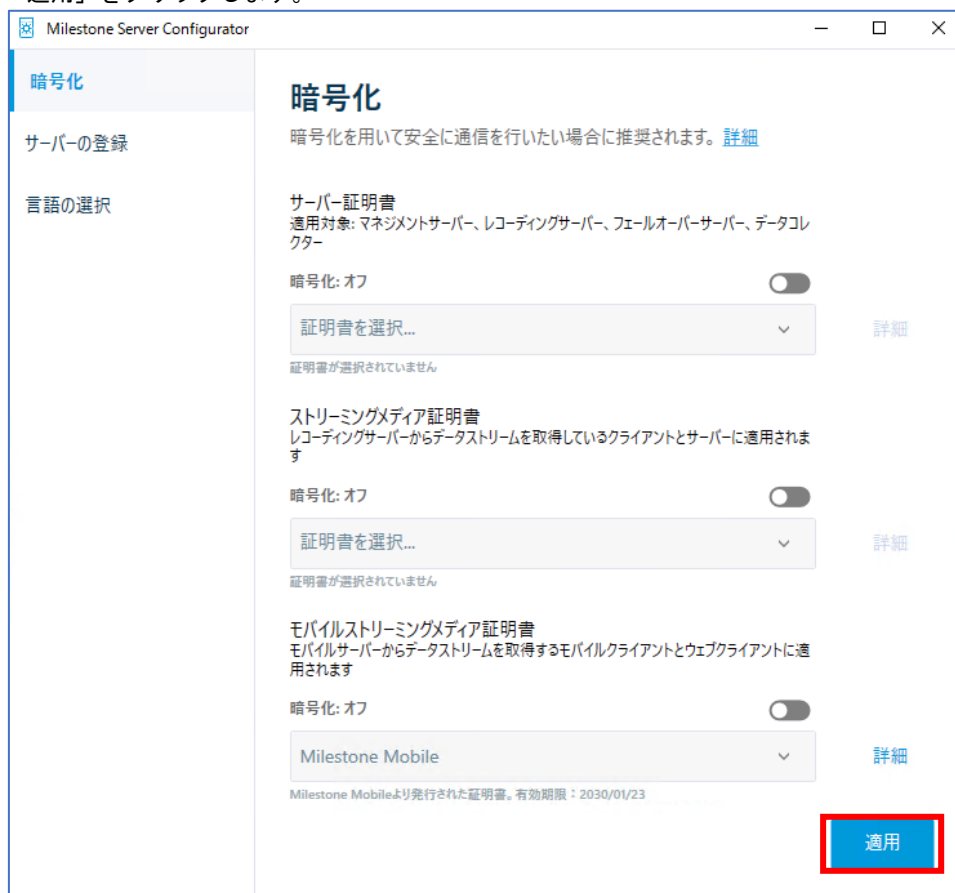 適用」をクリックします。
Milestone Server Configurator
暗号化
サーバーの登録
言語の選択
暗号化
暗号化を用いて安全に通信を行いたい場合に推奨されます。 詳細
サーバー証明書
適用対象: マネジメントサーバー、レコーディングサーバー、フェールオーバーサーバー、データコレ
クター
暗号化: オフ
証明書を選択...
詳細
証明書が選択されていません
ストリーミングメディア証明書
レコーディングサーバーからデータストリームを取得しているクライアントとサーバーに適用されま
す
暗号化: オフ
証明書を選択...
詳細
証明書が選択されていません
モバイルストリーミングメディア証明書
モバイルサーバーからデータストリームを取得するモバイルクライアントとウェブクライアントに適
用されます
暗号化: オフ
Milestone Mobile
詳細
Milestone Mobileより発行された証明書。有効期限：2030/01/23
適用